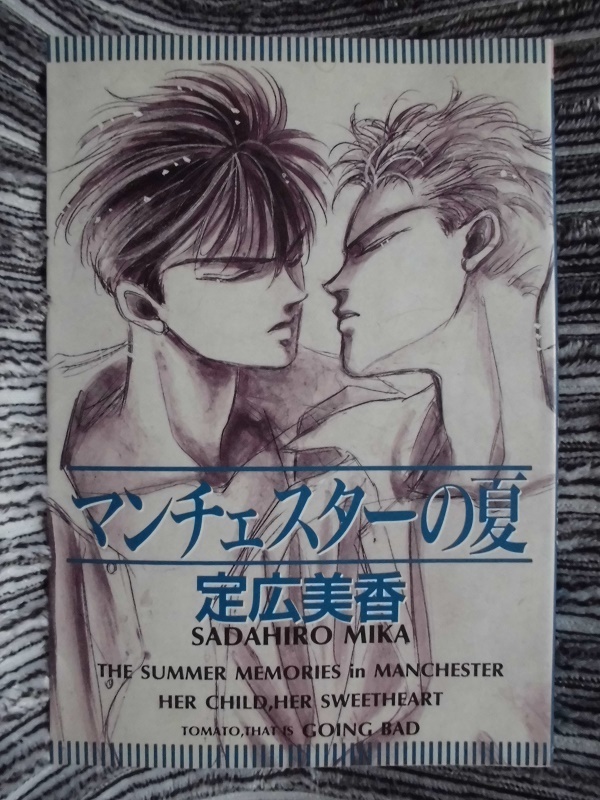 マンチェスターの夏
定広美香
SADAHIRO MIKA
THE SUMMER MEMORIES in MANCHESTER
HER CHILD,HER SWEETHEART
TOMATO,THAT IS GOING BAD